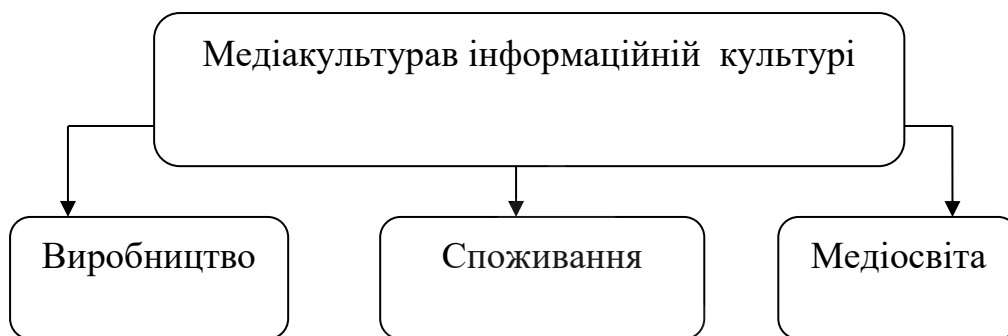 Медіакультурав інформаційній культурі
Виробництво
Споживання
Медіосвіта